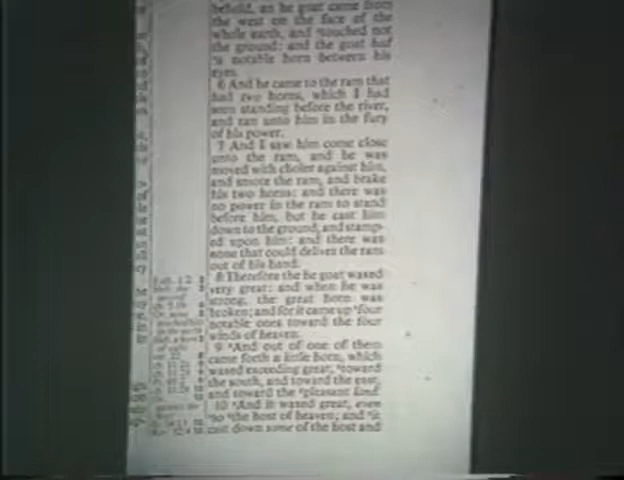 behold, an he goat came from
the west on the face of the
whole earth, and touched not
the ground: and the goat had
a notable horn between his
eyes.
6 And he came to the ram that
had two horns, which I had
seen standing before the river,
and ran unto him in the fury
of his power.
7 And I saw him come close
unto the ram, and he was
moved with choler against him,
and smote the ram, and brake
his two horns: and there was
no power in the ram to stand
before him, but he cast him
down to the ground, and stamp-
ed upon him: and there was
none that could deliver the ram
out of his hand.
8 Therefore the he goat waxed
very great: and when he was
strong, the great horn was
broken; and for it came up four
notable ones toward the four
winds of heaven.
9 And out of one of them
came forth a little horn, which
waxed exceeding great, toward
the south, and toward the east,
and toward the pleasant land.
10 And it waxed great, even
to the host of heaven; and it
cast down some of the host and